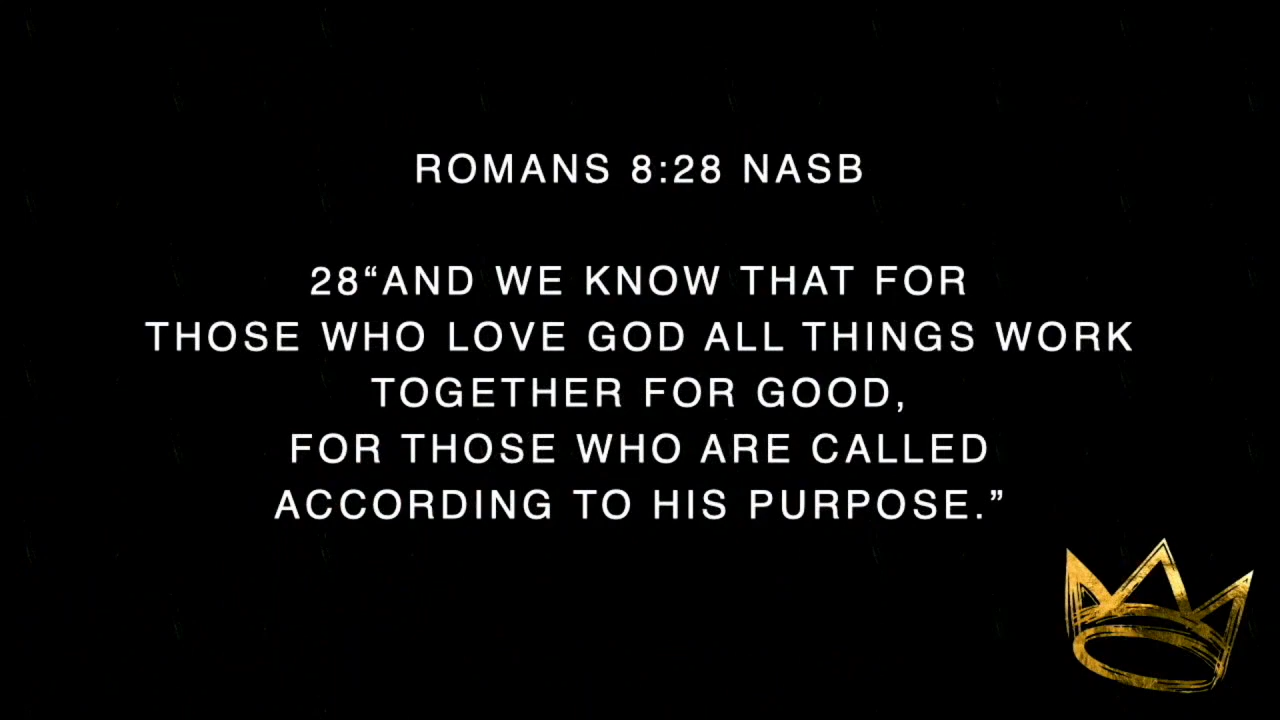 ROMANS 8:28 NASB
28“AND WE KNOW THAT FOR
THOSE WHO LOVE GOD ALL THINGS WORK
TOGETHER FOR GOOD,
FOR THOSE WHO ARE CALLED
ACCORDING TO HIS PURPOSE.”